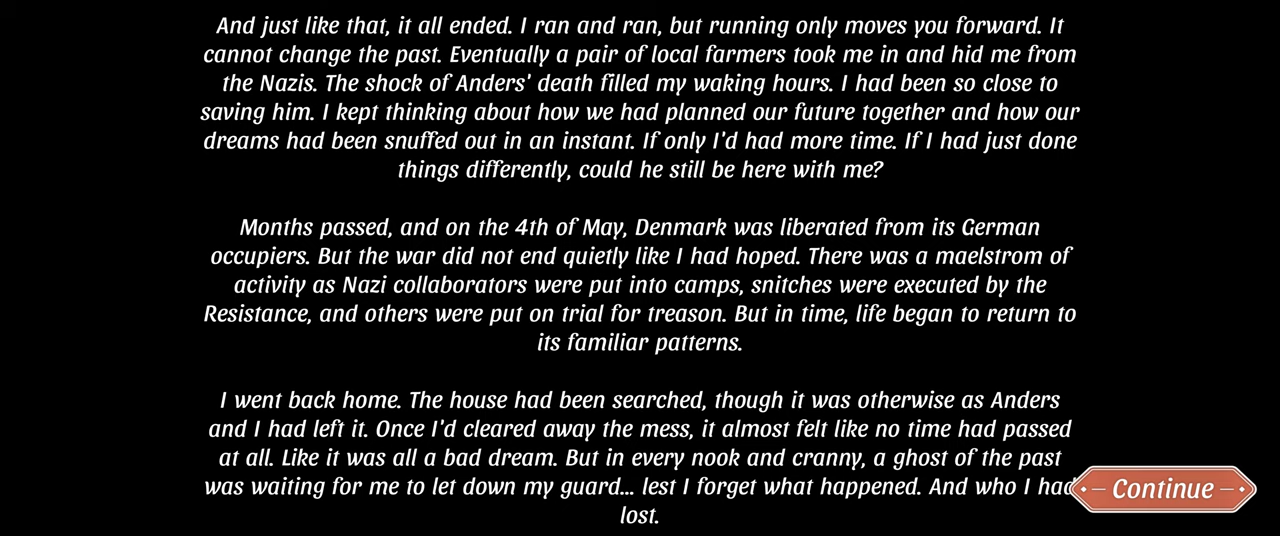 And just like that, it all ended. I ran and ran, but running only moves you forward. It
cannot change the past. Eventually a pair of local farmers took me in and hid me from
the Nazis. The shock of Anders' death filled my waking hours. I had been so close to
saving him. I kept thinking about how we had planned our future together and how our
dreams had been snuffed out in an instant. If only I'd had more time. If I had just done
things differently, could he still be here with me?
Months passed, and on the 4th of May, Denmark was liberated from its German
occupiers. But the war did not end quietly like I had hoped. There was a maelstrom of
activity as Nazi collaborators were put into camps, snitches were executed by the
Resistance, and others were put on trial for treason. But in time, life began to return to
its familiar patterns.
I went back home. The house had been searched, though it was otherwise as Anders
and I had left it. Once I'd cleared away the mess, it almost felt like no time had passed
at all. Like it was all a bad dream. But in every nook and cranny, a ghost of the past
was waiting for me to let down my guard... lest I forget what happened. And who I had
lost.
Continue